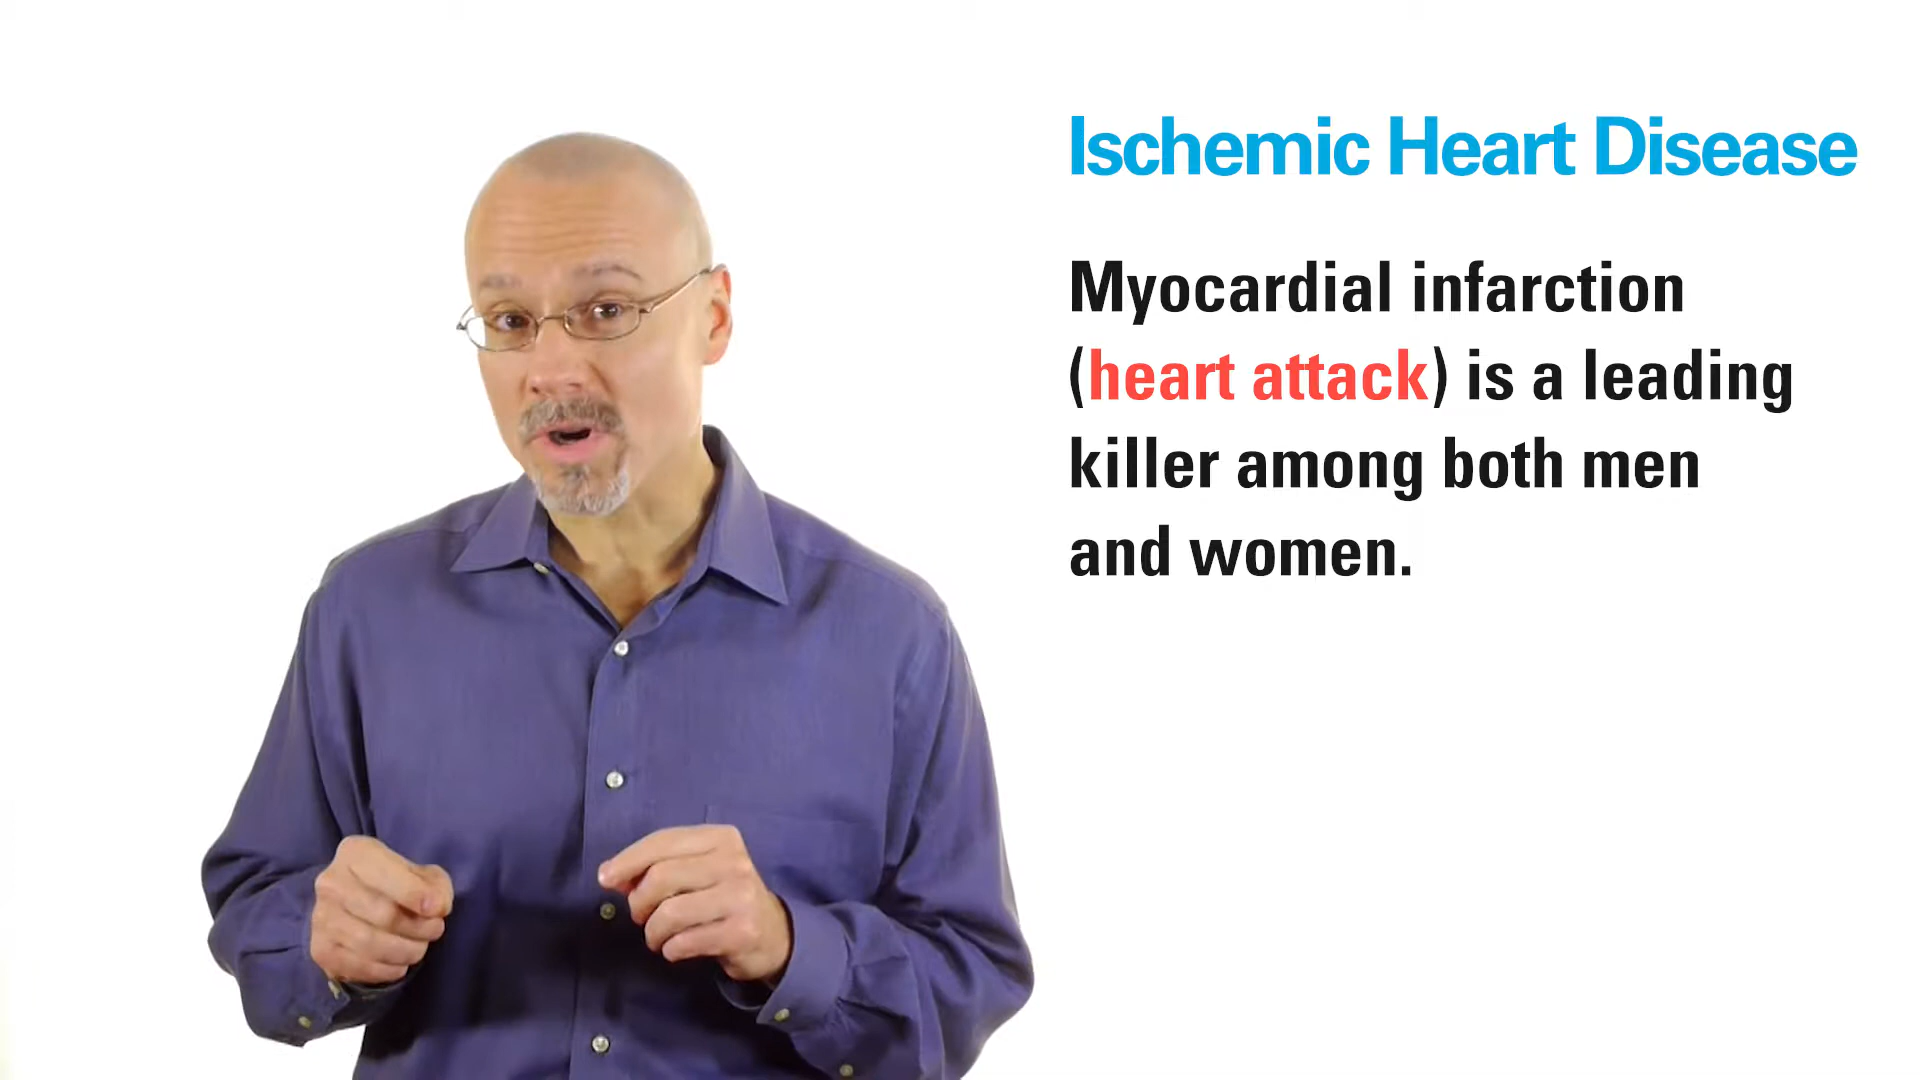 Ischemic Heart Disease
Myocardial infarction
(heart attack) is a leading
killer among both men
and women.